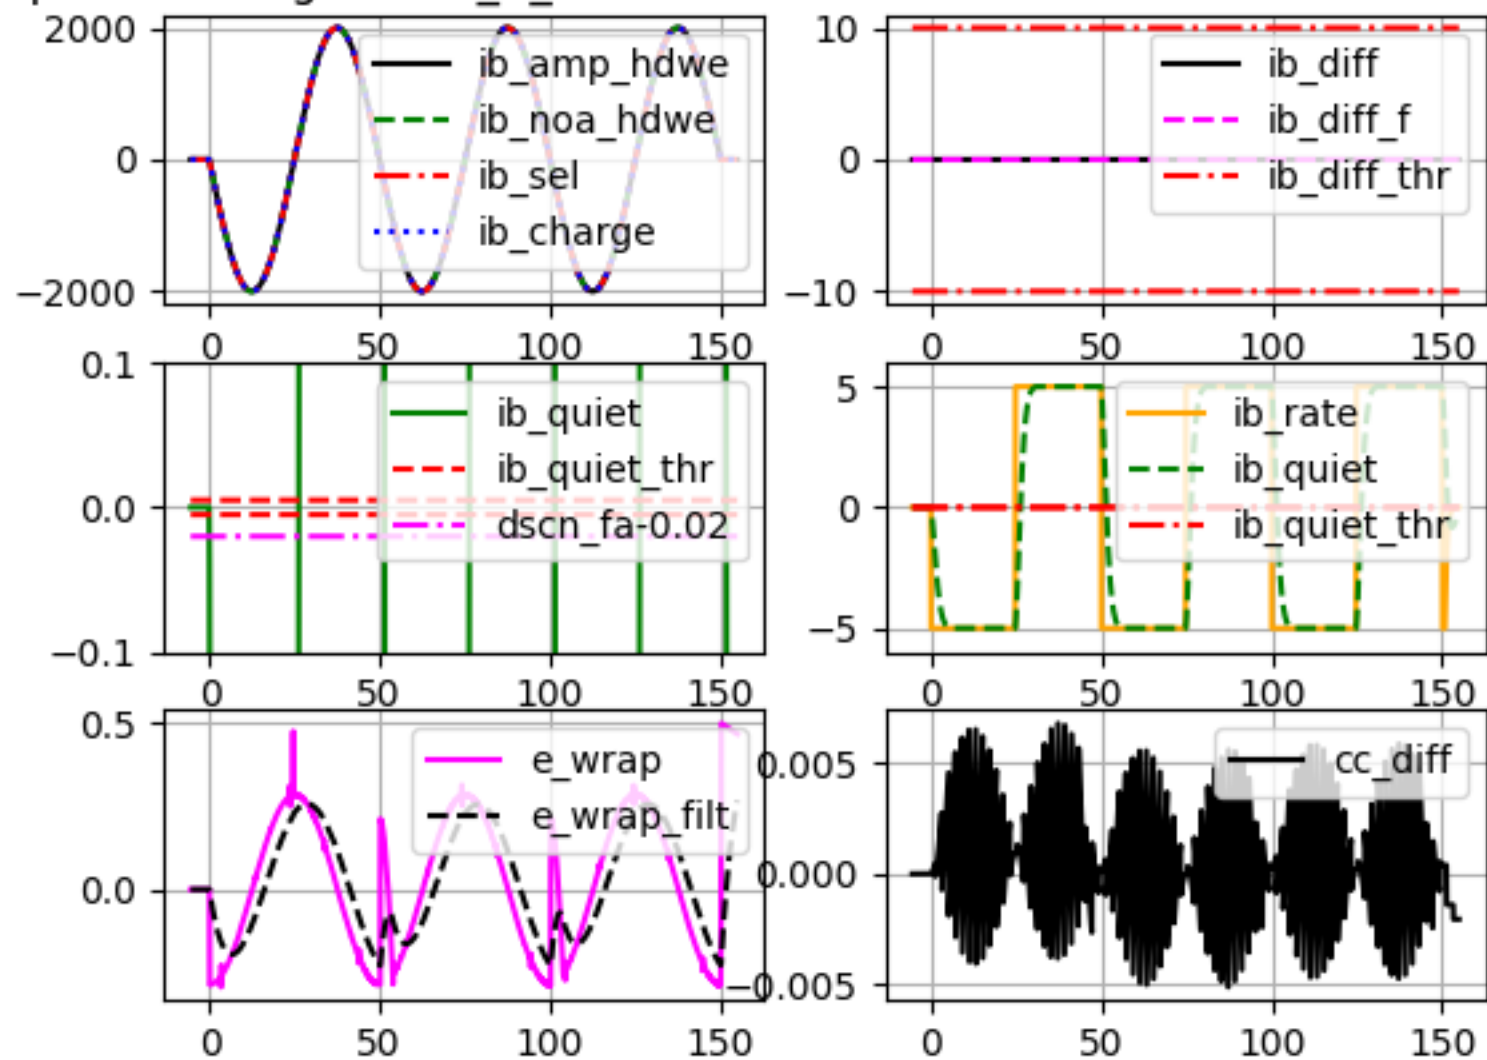 2000
0
−2000
ib_amp_hdwe
ib_noa_hdwe
ib_sel
ib_charge
0 50 100 150
10
0
−10
ib_diff
ib_diff_f
ib_diff_thr
0 50 100 150
0.1
0.0
−0.1
ib_quiet
ib_quiet_thr
dscn_fa-0.02
0 50 100 150
5
0
−5
ib_rate
ib_quiet
ib_quiet_thr
0 50 100 150
0.5
0.0
e_wrap
e_wrap_filt
0 50 100 150
0.005
0.000
−0.005
cc_diff
0 50 100 150